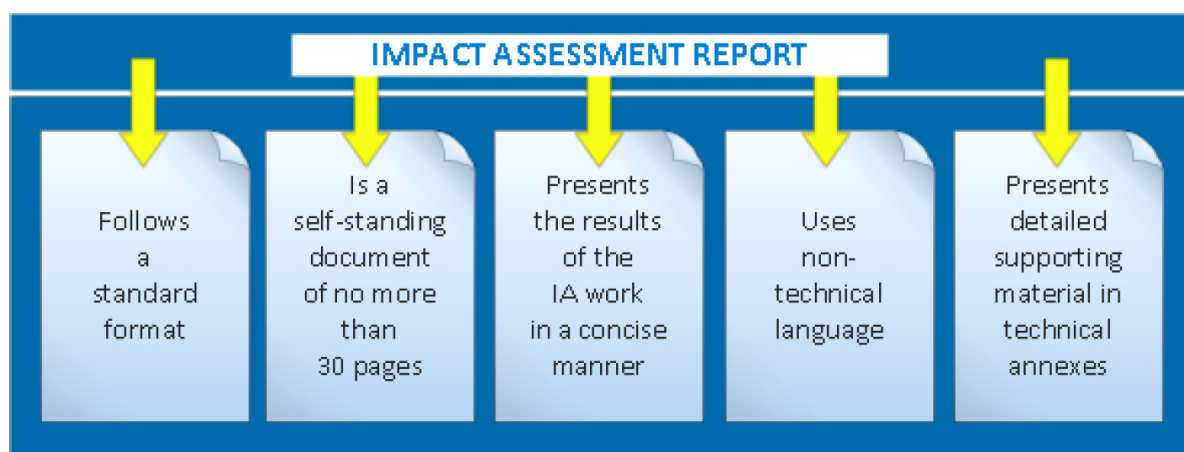 IMPACT ASSESSMENT REPORT
Follows
a
standard
format
Is a
self-standing
document
of no more
than
30 pages
Presents
the results
of the
IA work
in a concise
manner
Uses
non-
technical
language
Presents
detailed
supporting
material in
technical
annexes